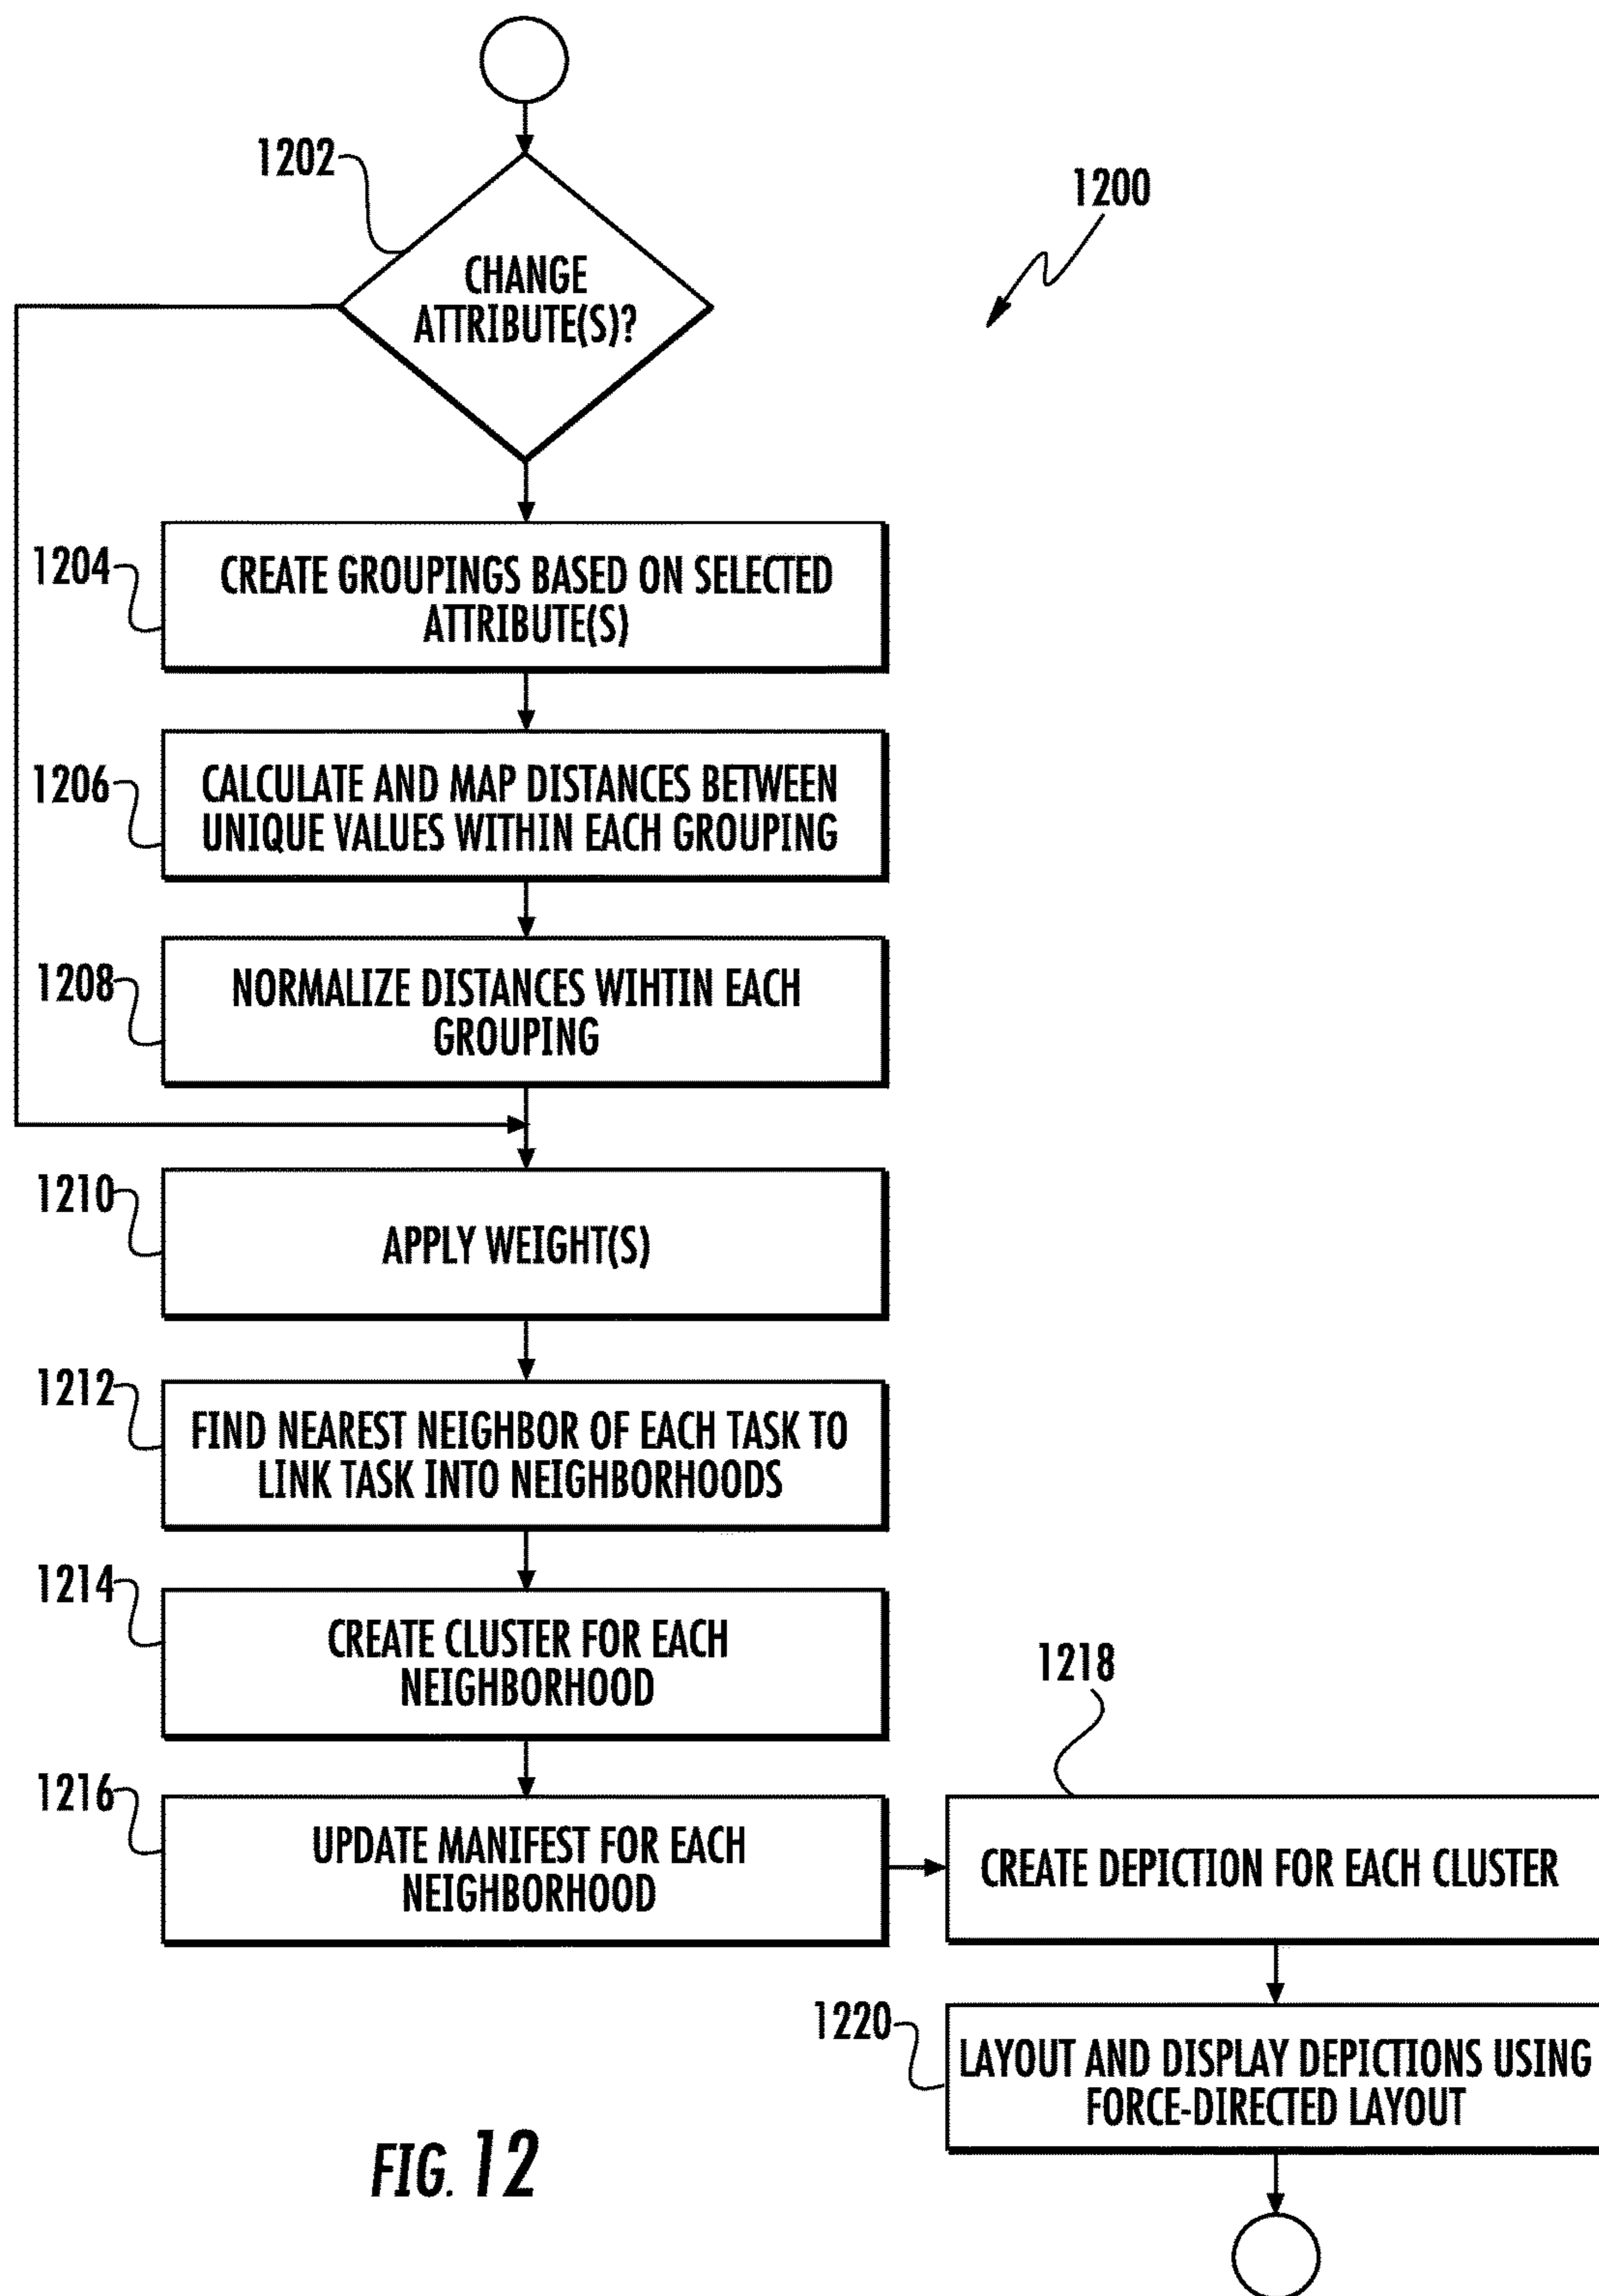 1202
1200
CHANGE
ATTRIBUTE(S)?
1204
CREATE GROUPINGS BASED ON SELECTED
ATTRIBUTE(S)
1206
CALCULATE AND MAP DISTANCES BETWEEN
UNIQUE VALUES WITHIN EACH GROUPING
1208
NORMALIZE DISTANCES WIHTIN EACH
GROUPING
1210
APPLY WEIGHT(S)
1212
FIND NEAREST NEIGHBOR OF EACH TASK TO
LINK TASK INTO NEIGHBORHOODS
1214
CREATE CLUSTER FOR EACH
NEIGHBORHOOD
1216
UPDATE MANIFEST FOR EACH
NEIGHBORHOOD
1218
CREATE DEPICTION FOR EACH CLUSTER
1220
LAYOUT AND DISPLAY DEPICTIONS USING
FORCE-DIRECTED LAYOUT
FIG. 12